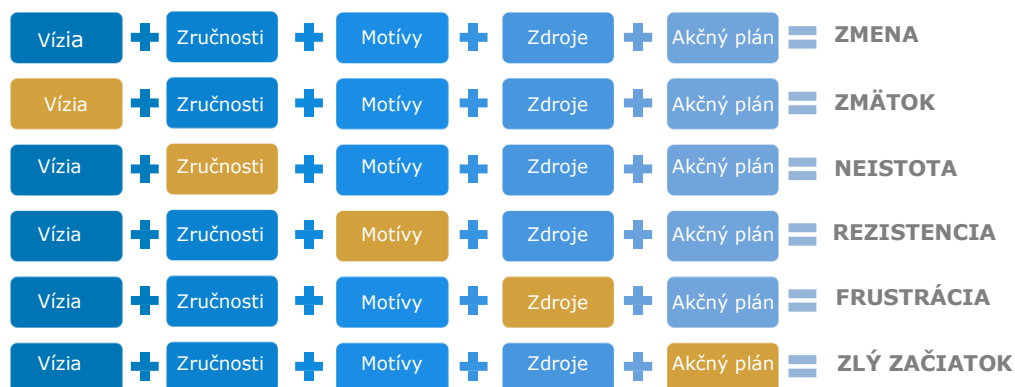 Vízia Zručnosti Motívy Zdroje Akčný plán ZMENA
Vízia Zručnosti Motívy Zdroje Akčný plán ZMÄTOK
Vízia Zručnosti Motívy Zdroje Akčný plán NEISTOTA
Vízia Zručnosti Motívy Zdroje Akčný plán REZISTENCIA
Vízia Zručnosti Motívy Zdroje Akčný plán FRUSTRÁCIA
Vízia Zručnosti Motívy Zdroje Akčný plán ZLÝ ZAČIATOK